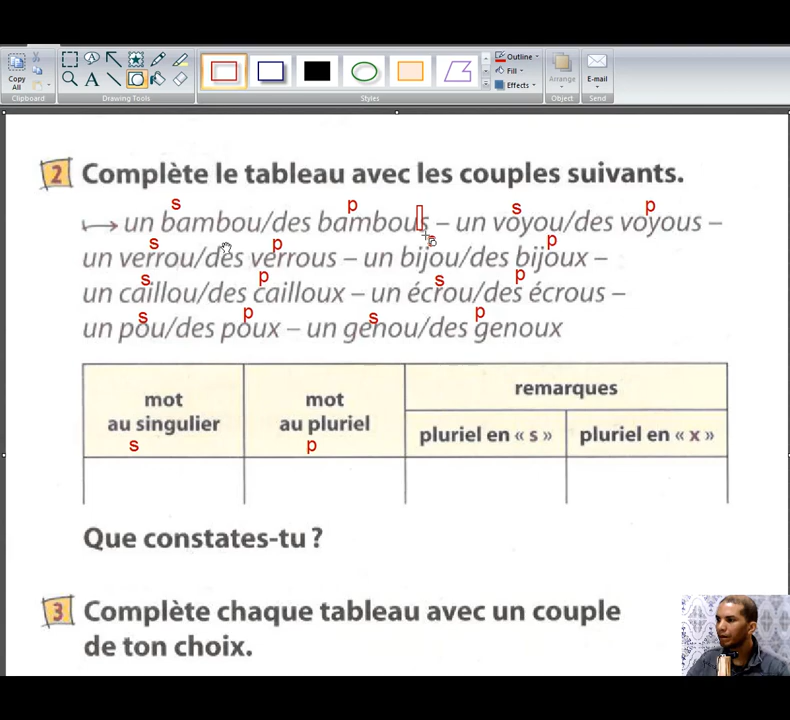 Copy
All
Clipboard
Drawing Tools
Styles
Outline
Fill
Effects
Arrange
Object
E-mail
Send
2 Complète le tableau avec les couples suivants.
s p s p
un bambou/des bambous – un voyou/des voyous –
s p s p
un verrou/des verrous – un bijou/des bijoux –
s p s p
un caillou/des cailloux – un écrou/des écrous –
s p s p
un pou/des poux – un genou/des genoux
mot
au singulier
s
mot
au pluriel
p
remarques
pluriel en « s »
pluriel en « x »
Que constates-tu ?
3 Complète chaque tableau avec un couple
de ton choix.